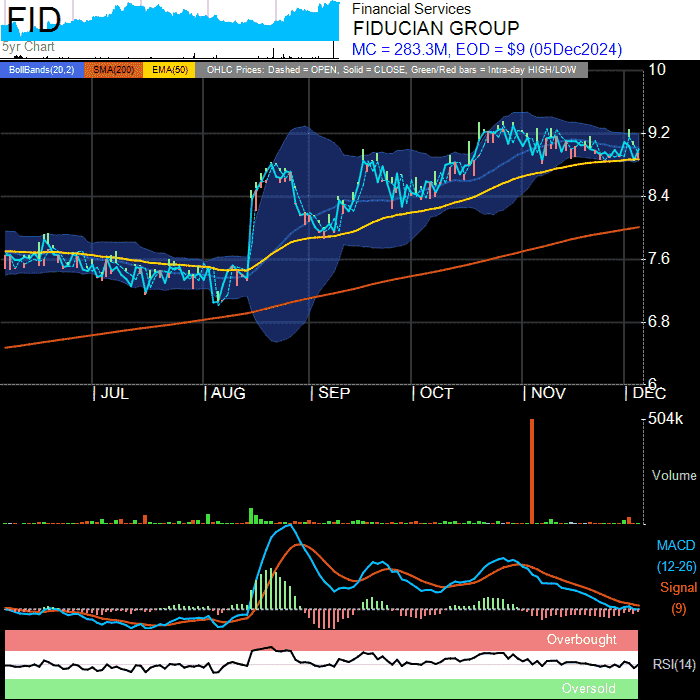 FID
5yr Chart
Financial Services
FIDUCIAN GROUP
MC = 283.3M, EOD = $9 (05Dec2024)
BollBands(20,2) SMA(200) EMA(50) OHLC Prices: Dashed = OPEN, Solid = CLOSE, Green/Red bars = Intra-day HIGH/LOW
10
9.2
8.4
7.6
6.8
6
JUL AUG SEP OCT NOV DEC
504k
Volume
MACD
(12-26)
Signal
(9)
Overbought
RSI(14)
Oversold